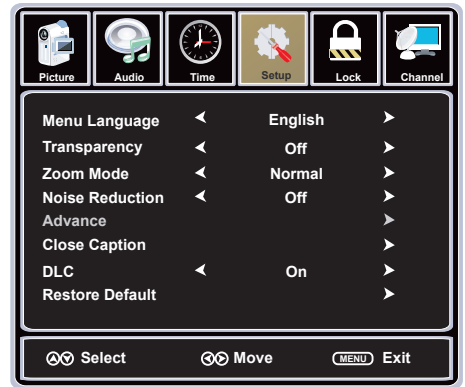 Picture Audio Time Setup Lock Channel
Menu Language English
Transparency Off
Zoom Mode Normal
Noise Reduction Off
Advance
Close Caption
DLC On
Restore Default
Select Move MENU Exit